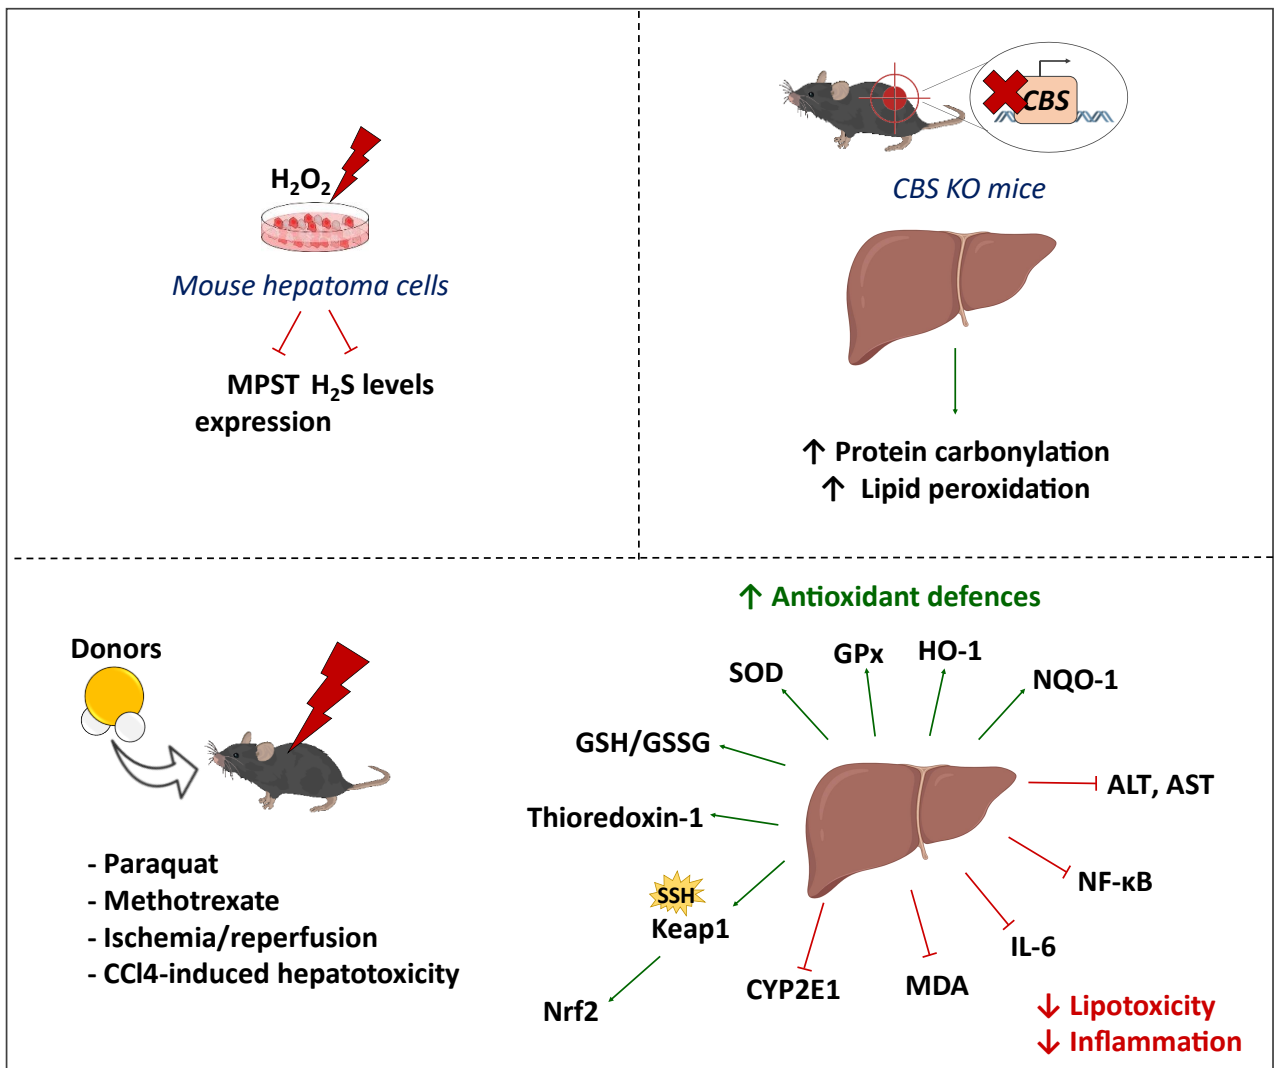 H₂O₂
Mouse hepatoma cells
MPST H₂S levels
expression
CBS
CBS KO mice
↑ Protein carbonylation
↑ Lipid peroxidation
Donors
- Paraquat
- Methotrexate
- Ischemia/reperfusion
- CCl4-induced hepatotoxicity
↑ Antioxidant defences
SOD
GPx
HO-1
NQO-1
GSH/GSSG
Thioredoxin-1
SSH
Keap1
Nrf2
CYP2E1
MDA
IL-6
NF-κB
ALT, AST
↓ Lipotoxicity
↓ Inflammation